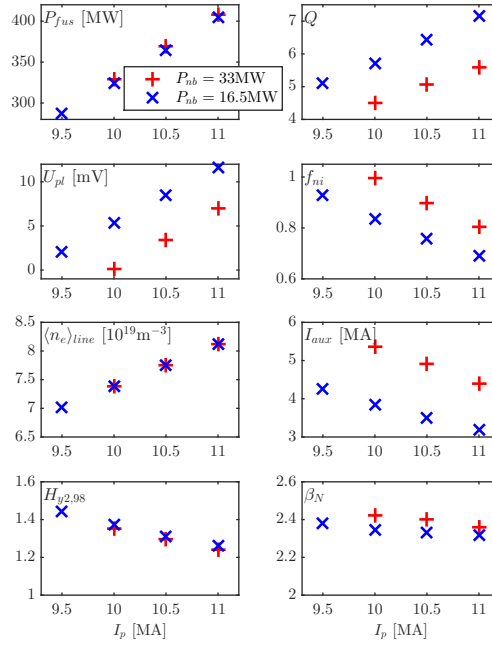 P_fus [MW]
400
350
300
9.5 10 10.5 11
P_nb = 33MW
P_nb = 16.5MW
Q
7
6
5
4
9.5 10 10.5 11
U_pl [mV]
10
5
0
9.5 10 10.5 11
f_ni
1
0.8
0.6
9.5 10 10.5 11
⟨n_e⟩_line [10^19 m^−3]
8.5
8
7.5
7
6.5
9.5 10 10.5 11
I_aux [MA]
6
5
4
3
2
9.5 10 10.5 11
H_y2,98
1.6
1.4
1.2
1
9.5 10 10.5 11
I_p [MA]
β_N
2.6
2.4
2.2
2
9.5 10 10.5 11
I_p [MA]